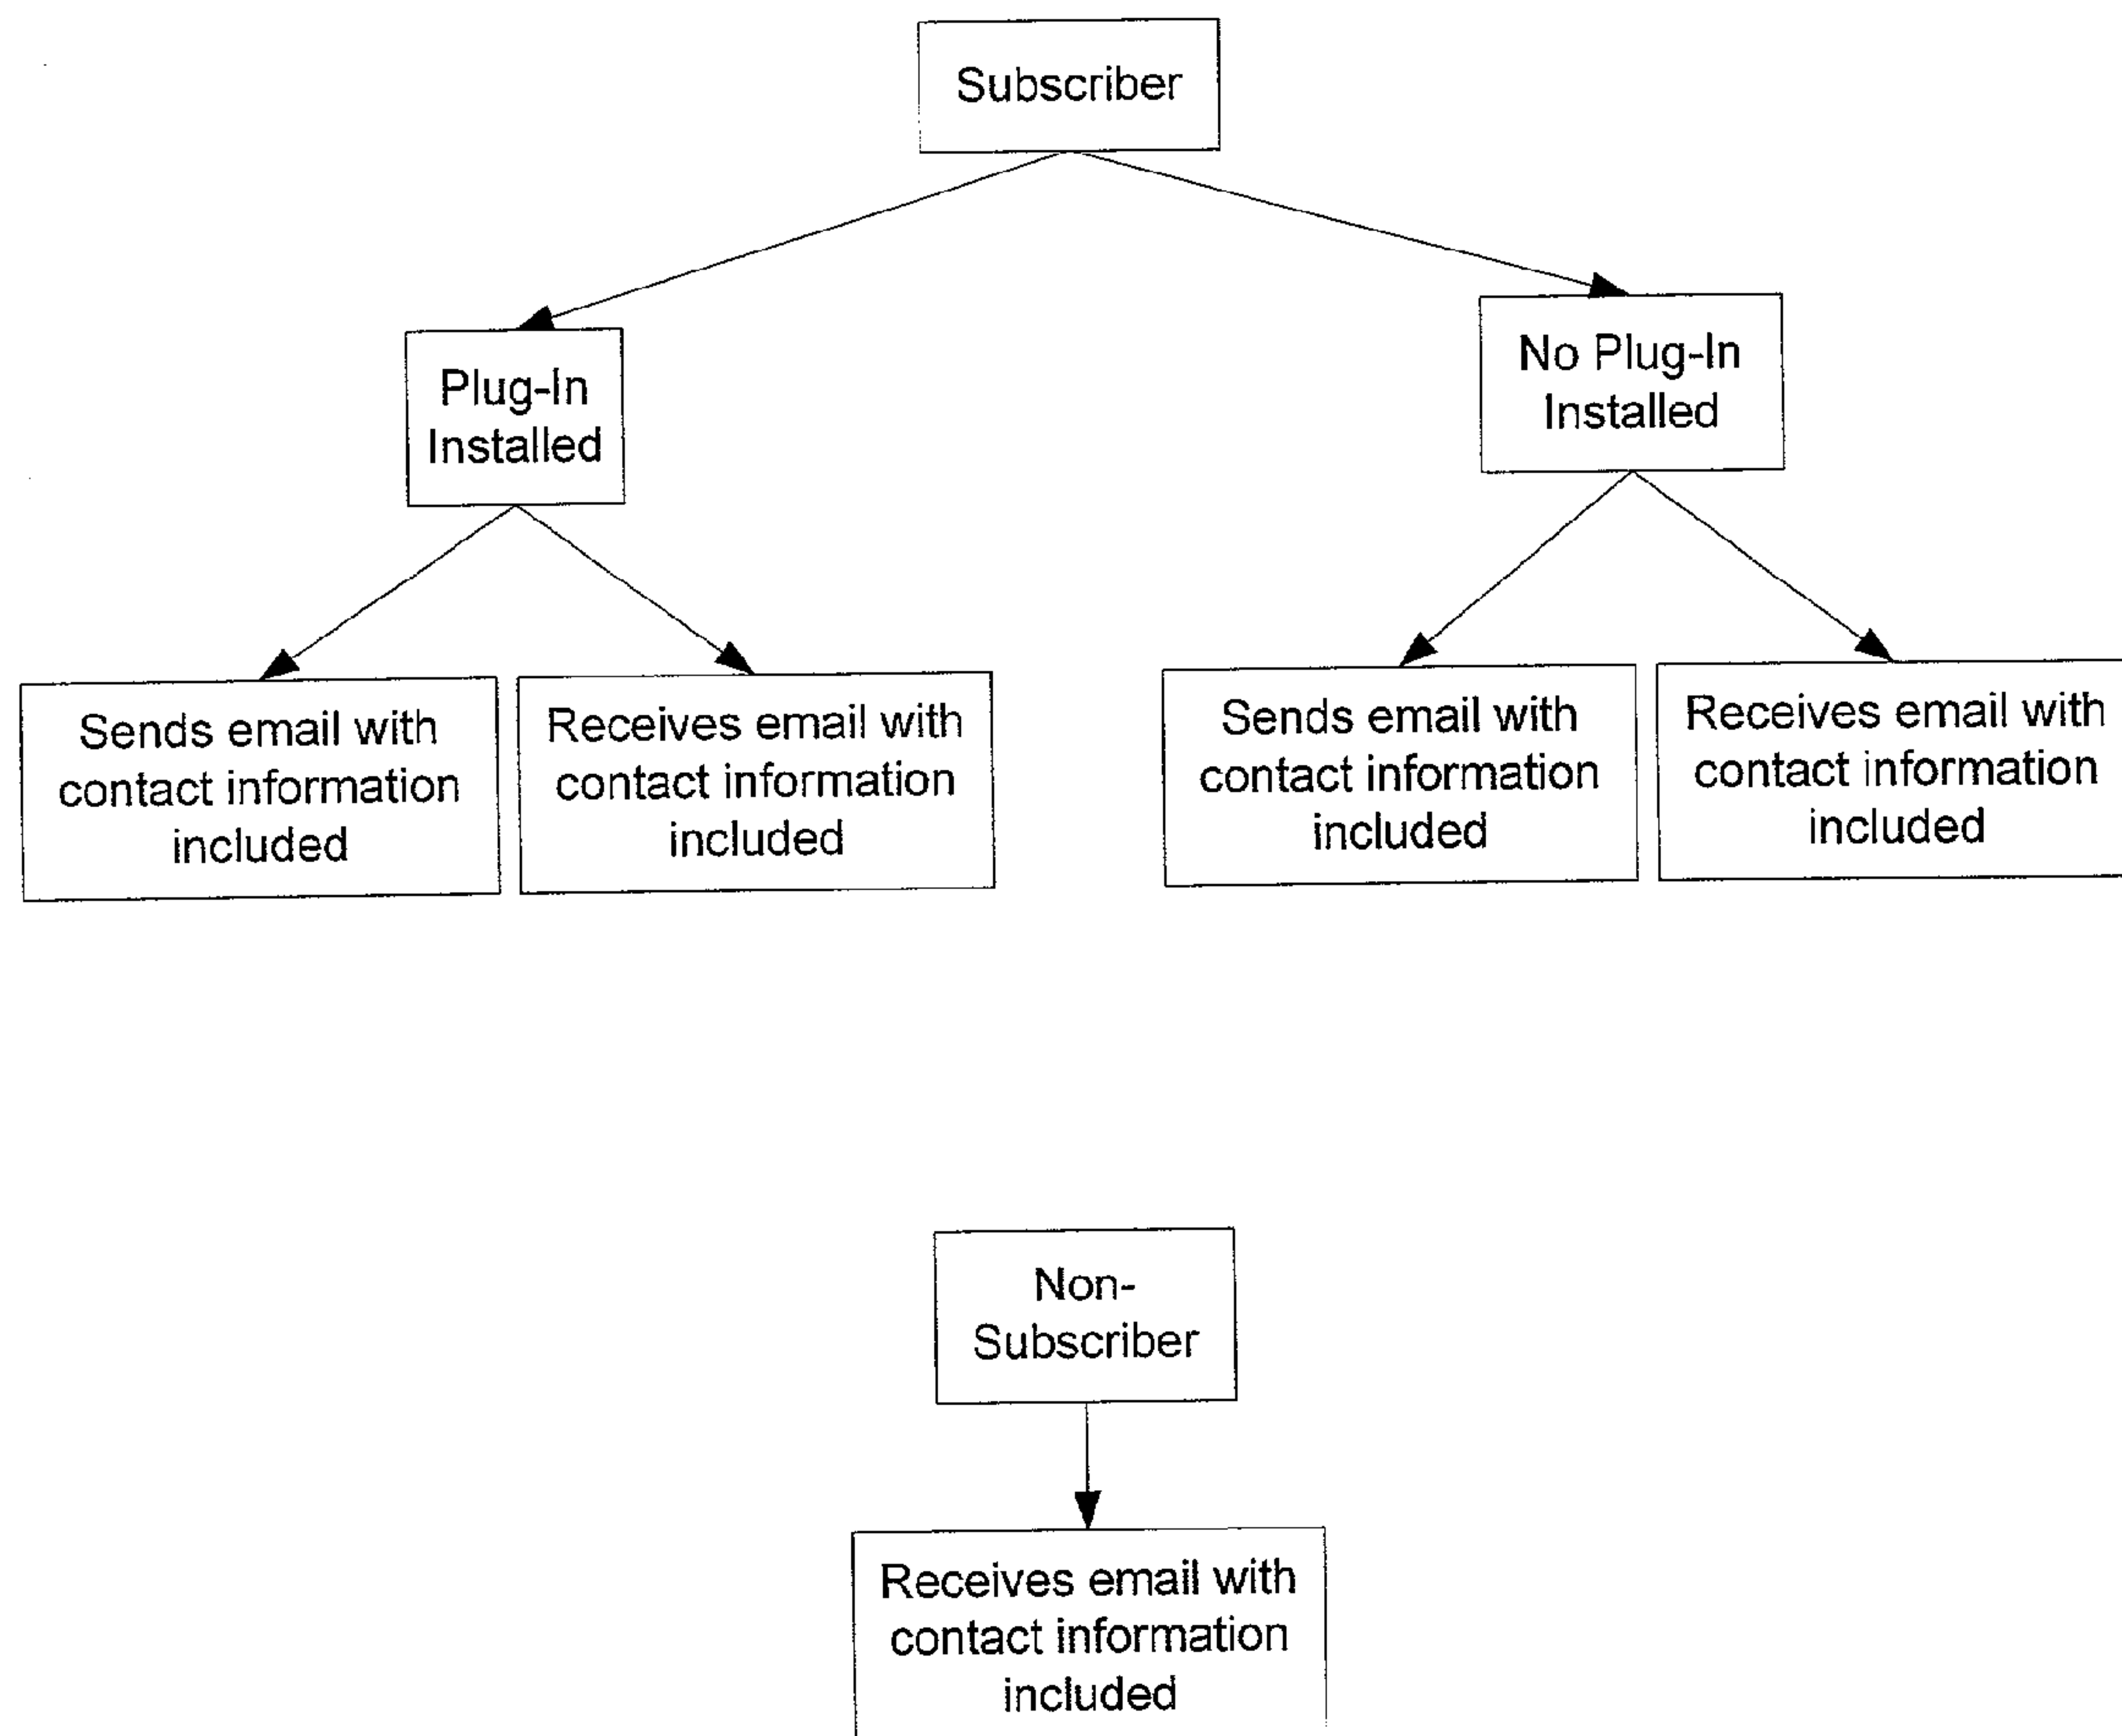 Subscriber
Plug-In
Installed
No Plug-In
Installed
Sends email with
contact information
included
Receives email with
contact information
included
Sends email with
contact information
included
Receives email with
contact information
included
Non-
Subscriber
Receives email with
contact information
included